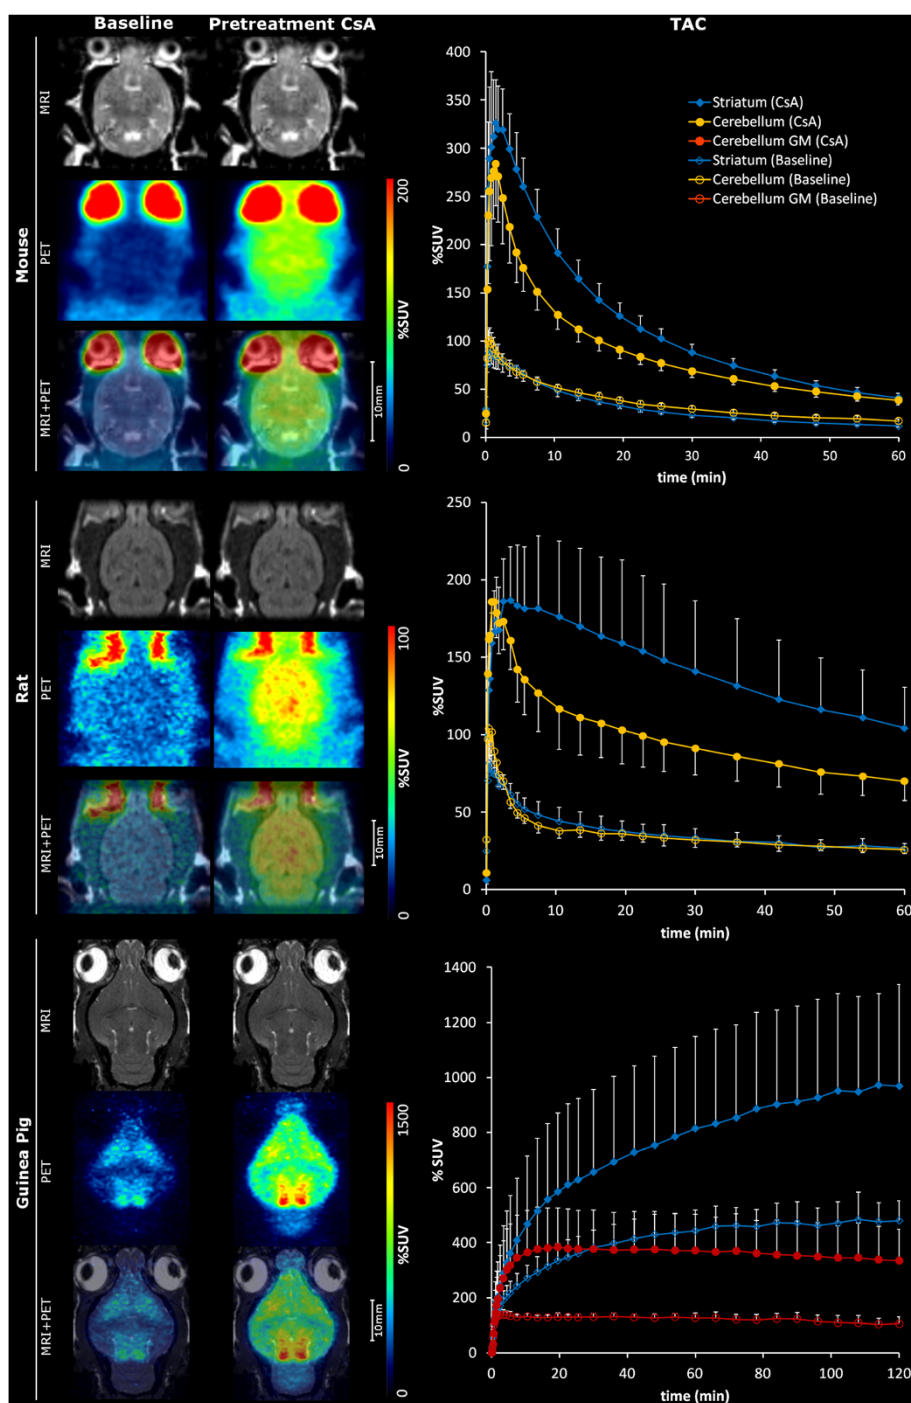 Baseline Pretreatment CsA TAC
Mouse
MRI
PET
MRI+PET
200
%SUV
0
10mm
400
350
300
250
200
150
100
50
0
%SUV
Striatum (CsA)
Cerebellum (CsA)
Cerebellum GM (CsA)
Striatum (Baseline)
Cerebellum (Baseline)
Cerebellum GM (Baseline)
0 10 20 30 40 50 60
time (min)
Rat
MRI
PET
MRI+PET
100
%SUV
0
10mm
250
200
150
100
50
0
%SUV
0 10 20 30 40 50 60
time (min)
Guinea Pig
MRI
PET
MRI+PET
1500
%SUV
0
10mm
1400
1200
1000
800
600
400
200
0
% SUV
0 20 40 60 80 100 120
time (min)